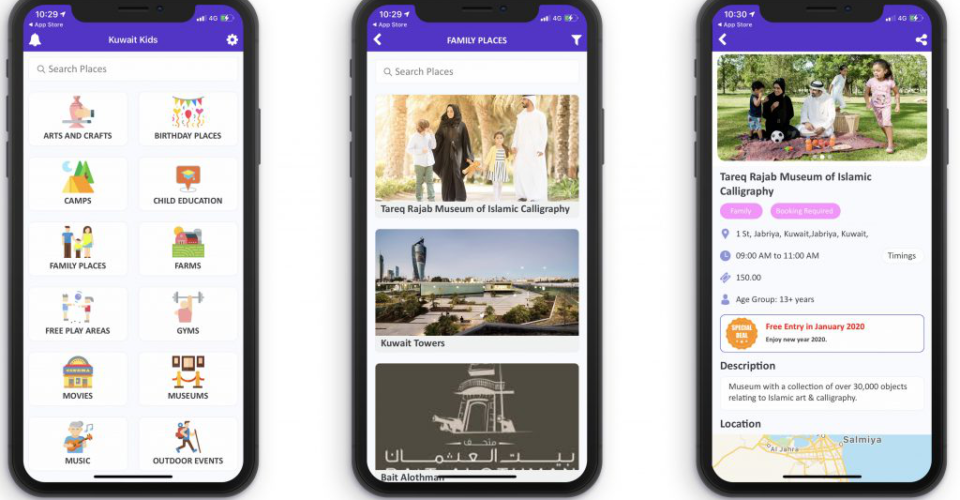 10:29
4G
App Store
Kuwait Kids
Search Places
ARTS AND CRAFTS
BIRTHDAY PLACES
CAMPS
CHILD EDUCATION
FAMILY PLACES
FARMS
FREE PLAY AREAS
GYMS
MOVIES
MUSEUMS
MUSIC
OUTDOOR EVENTS
10:29
4G
App Store
FAMILY PLACES
Search Places
Tareq Rajab Museum of Islamic Calligraphy
Kuwait Towers
متحف
بيت العثمان
BAIT ALOTHMAN
Bait Alothman
10:30
4G
App Store
Tareq Rajab Museum of Islamic
Calligraphy
Family Booking Required
1 St, Jabriya, Kuwait,Jabriya, Kuwait,
09:00 AM to 11:00 AM Timings
150.00
Age Group: 13+ years
SPECIAL
DEAL
Free Entry in January 2020
Enjoy new year 2020.
Description
Museum with a collection of over 30,000 objects
relating to Islamic art & calligraphy.
Location
Salmiya
Al Jahra